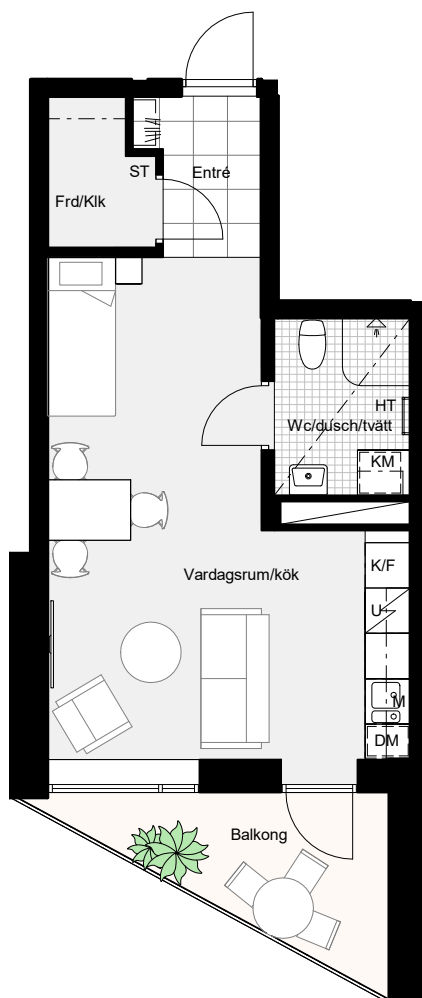 ST
Entré
Frd/Klk
HT
Wc/dusch/tvätt
KM
K/F
Vardagsrum/kök
U
M
DM
Balkong